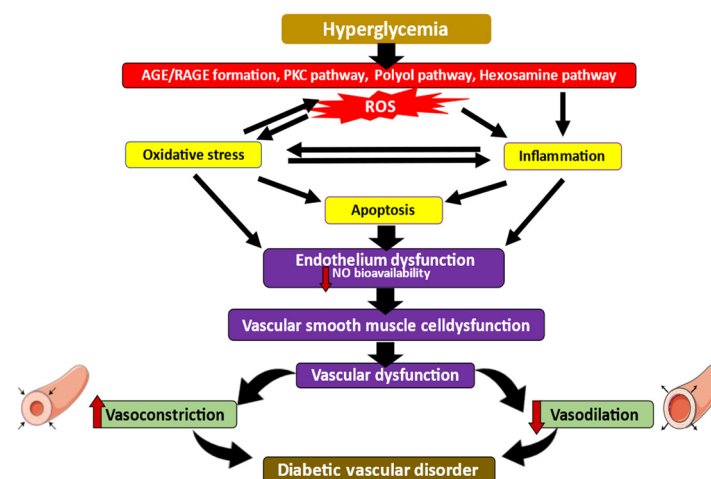 Hyperglycemia
AGE/RAGE formation, PKC pathway, Polyol pathway, Hexosamine pathway
ROS
Oxidative stress
Inflammation
Apoptosis
Endothelium dysfunction
NO bioavailability
Vascular smooth muscle celldysfunction
Vascular dysfunction
Vasoconstriction
Vasodilation
Diabetic vascular disorder